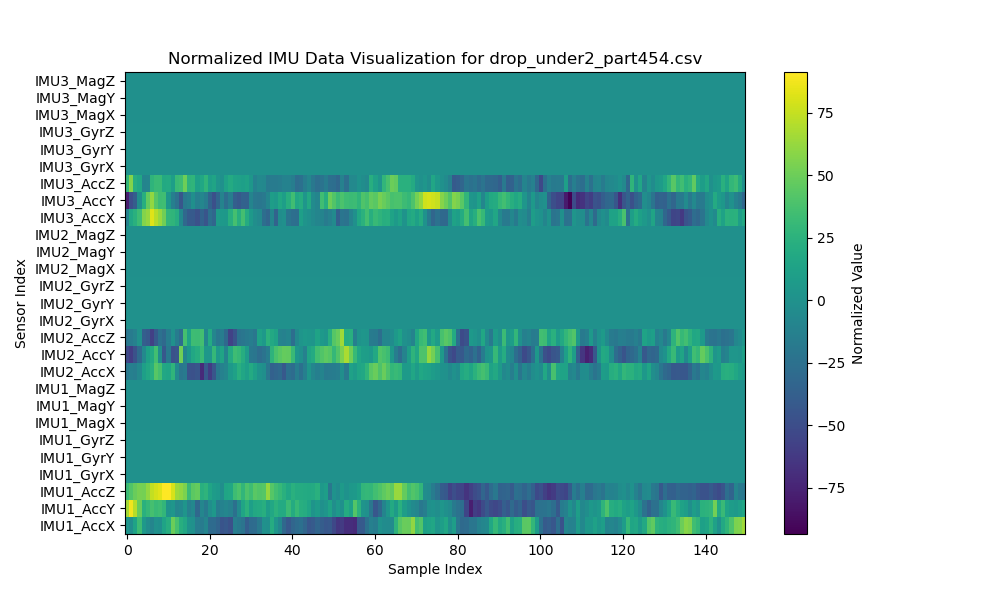 Normalized IMU Data Visualization for drop_under2_part454.csv
IMU3_MagZ
IMU3_MagY
IMU3_MagX
IMU3_GyrZ
IMU3_GyrY
IMU3_GyrX
IMU3_AccZ
IMU3_AccY
IMU3_AccX
IMU2_MagZ
IMU2_MagY
IMU2_MagX
IMU2_GyrZ
IMU2_GyrY
IMU2_GyrX
IMU2_AccZ
IMU2_AccY
IMU2_AccX
IMU1_MagZ
IMU1_MagY
IMU1_MagX
IMU1_GyrZ
IMU1_GyrY
IMU1_GyrX
IMU1_AccZ
IMU1_AccY
IMU1_AccX
Sensor Index
0 20 40 60 80 100 120 140
Sample Index
75
50
25
0
−25
−50
−75
Normalized Value